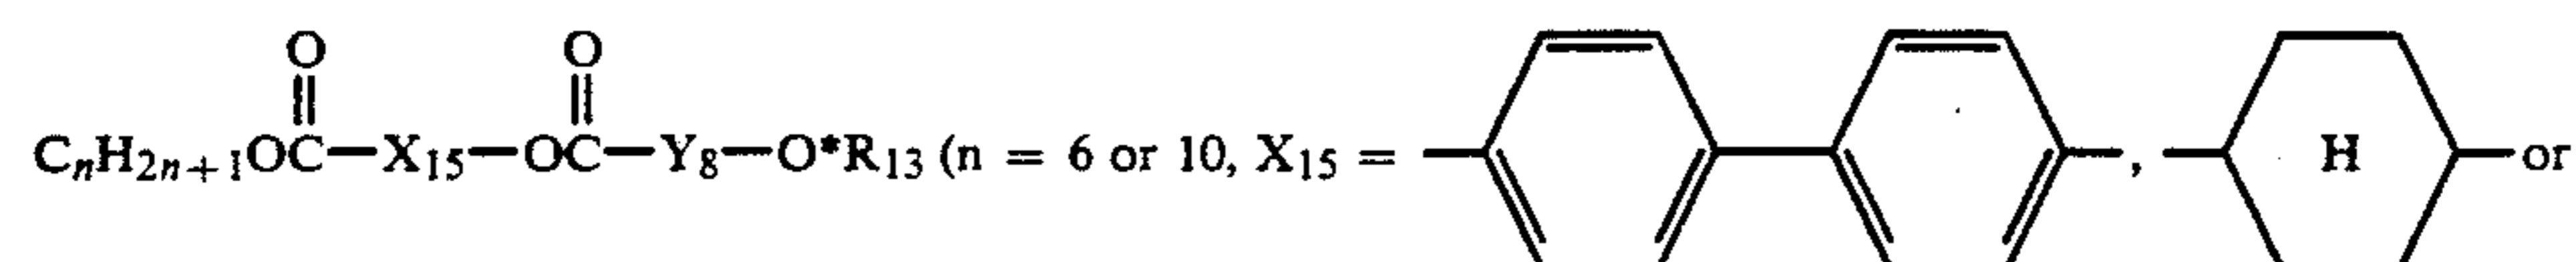 O O
CₙH₂ₙ₊₁OC—X₁₅—OC—Y₈—O*R₁₃ (n = 6 or 10, X₁₅ = , H or